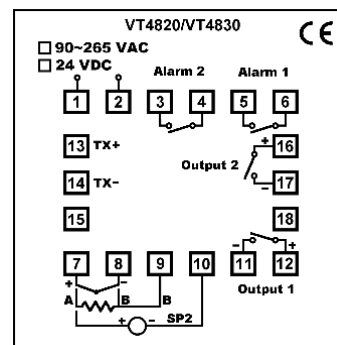 VT4820/VT4830
CE
90~265 VAC
24 VDC
Alarm 2 Alarm 1
1 2 3 4 5 6
13 TX+ + 16
Output 2
14 TX− − 17
15 18
7 8 9 10 11 12
+ − − +
A B B Output 1
+ − SP2